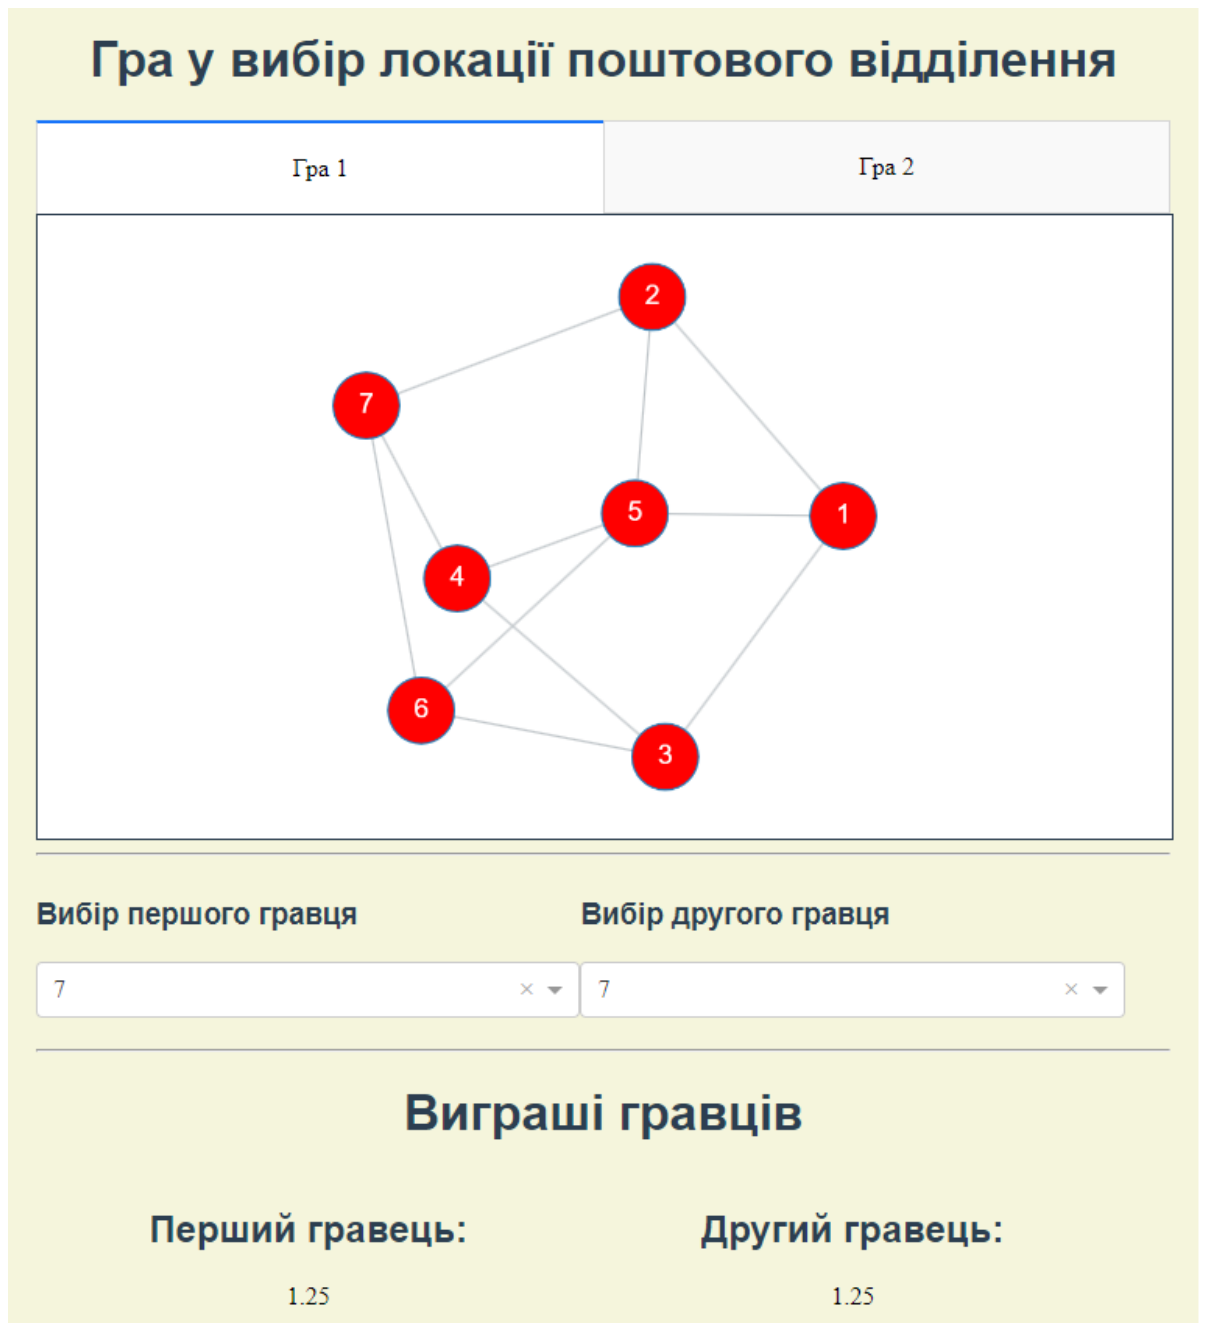 Гра у вибір локації поштового відділення
Гра 1
Гра 2
2
7
5
1
4
6
3
Вибір першого гравця
Вибір другого гравця
7
7
Виграші гравців
Перший гравець:
Другий гравець:
1.25
1.25